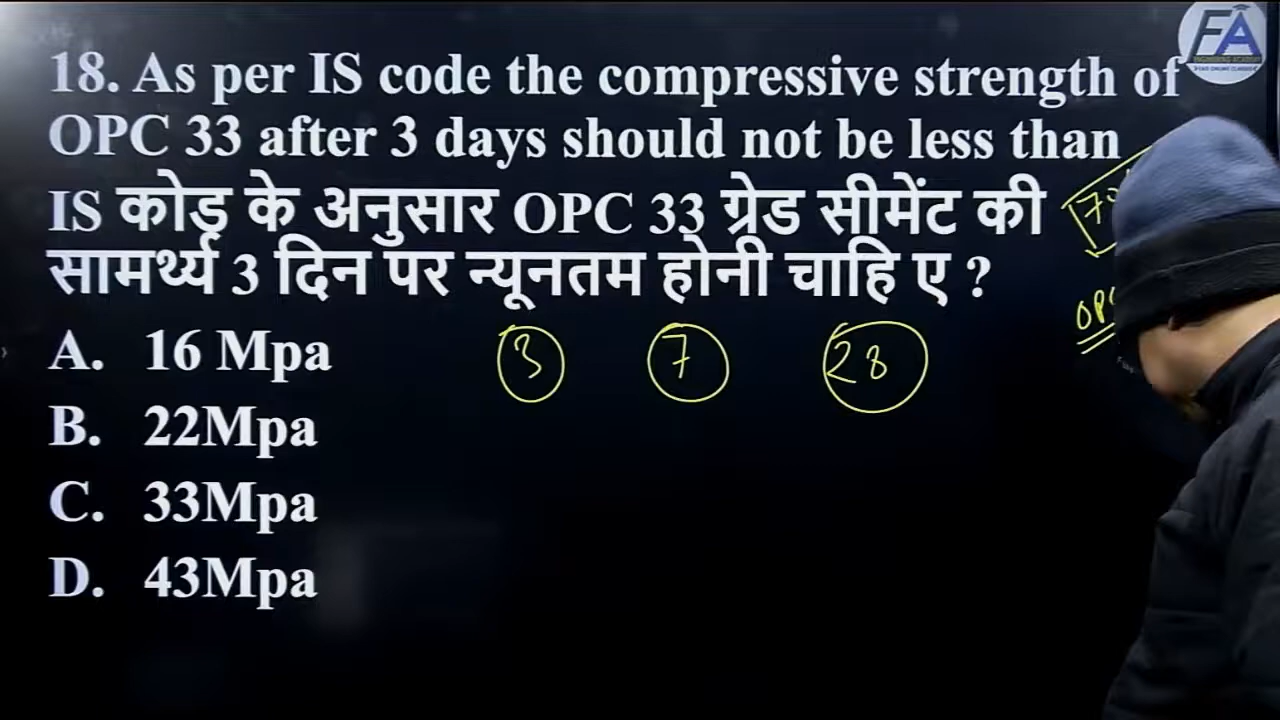 18. As per IS code the compressive strength of
OPC 33 after 3 days should not be less than
IS कोड के अनुसार OPC 33 ग्रेड सीमेंट की
सामर्थ्य 3 दिन पर न्यूनतम होनी चाहि ए ?
A. 16 Mpa
B. 22Mpa
C. 33Mpa
D. 43Mpa
3 7 28
FA